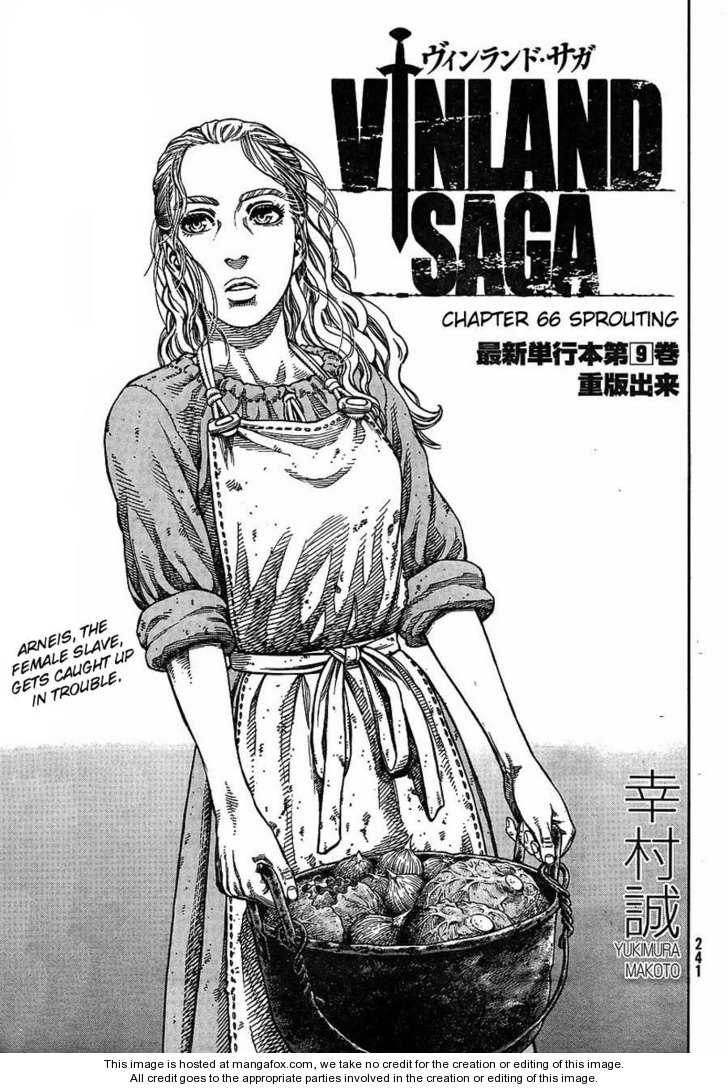 ヴィンランド・サガ
VINLAND
SAGA
CHAPTER 66 SPROUTING
最新単行本第9巻
重版出来
ARNEIS, THE
FEMALE SLAVE,
GETS CAUGHT UP
IN TROUBLE.
幸村誠
YUKIMURA
MAKOTO
241
This image is hosted at mangafox.com, we take no credit for the creation or editing of this image.
All credit goes to the appropriate parties involved in the creation or editing of this image.